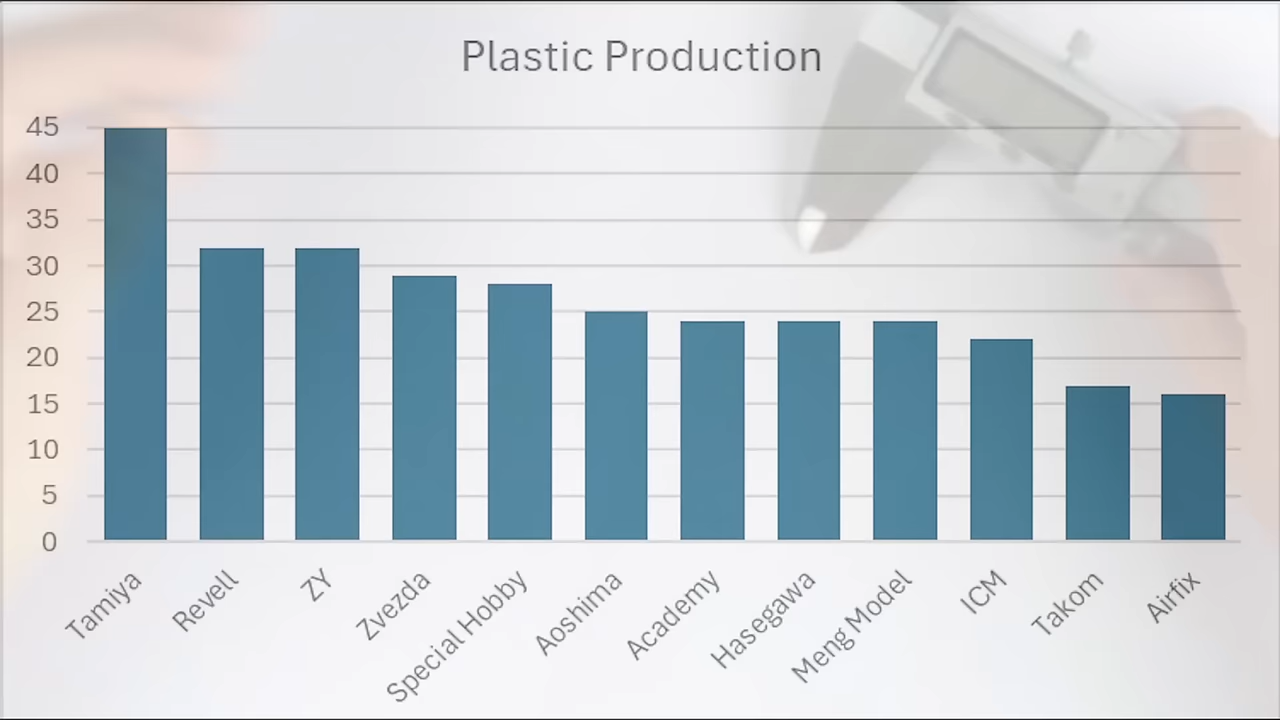 Plastic Production
45
40
35
30
25
20
15
10
5
0
Tamiya
Revell
ZY
Zvezda
Special Hobby
Aoshima
Academy
Hasegawa
Meng Model
ICM
Takom
Airfix